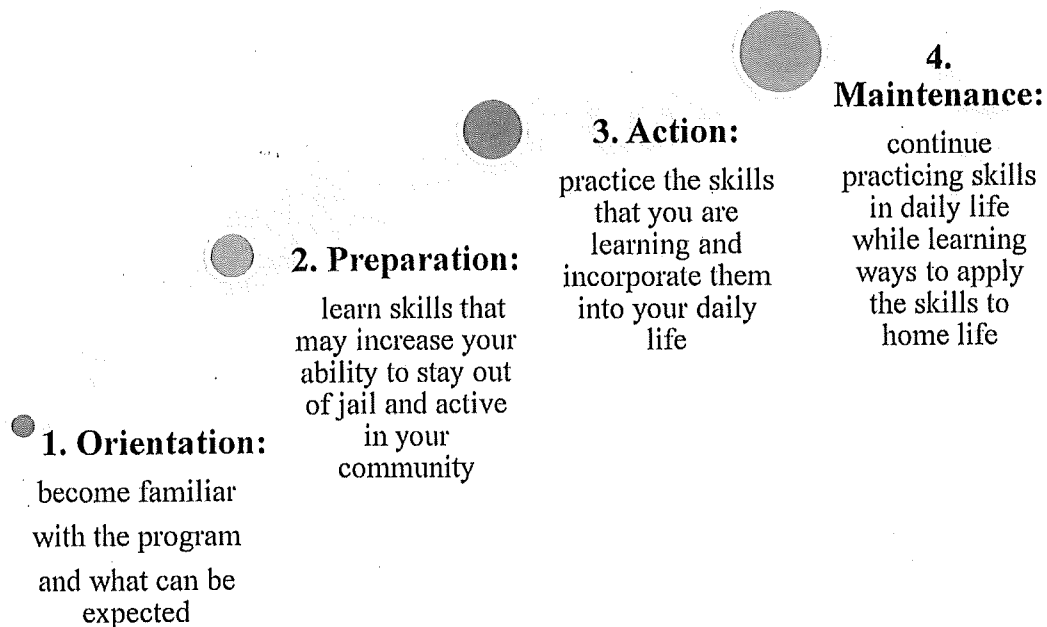 1. Orientation:
become familiar
with the program
and what can be
expected
2. Preparation:
learn skills that
may increase your
ability to stay out
of jail and active
in your
community
3. Action:
practice the skills
that you are
learning and
incorporate them
into your daily
life
4.
Maintenance:
continue
practicing skills
in daily life
while learning
ways to apply
the skills to
home life